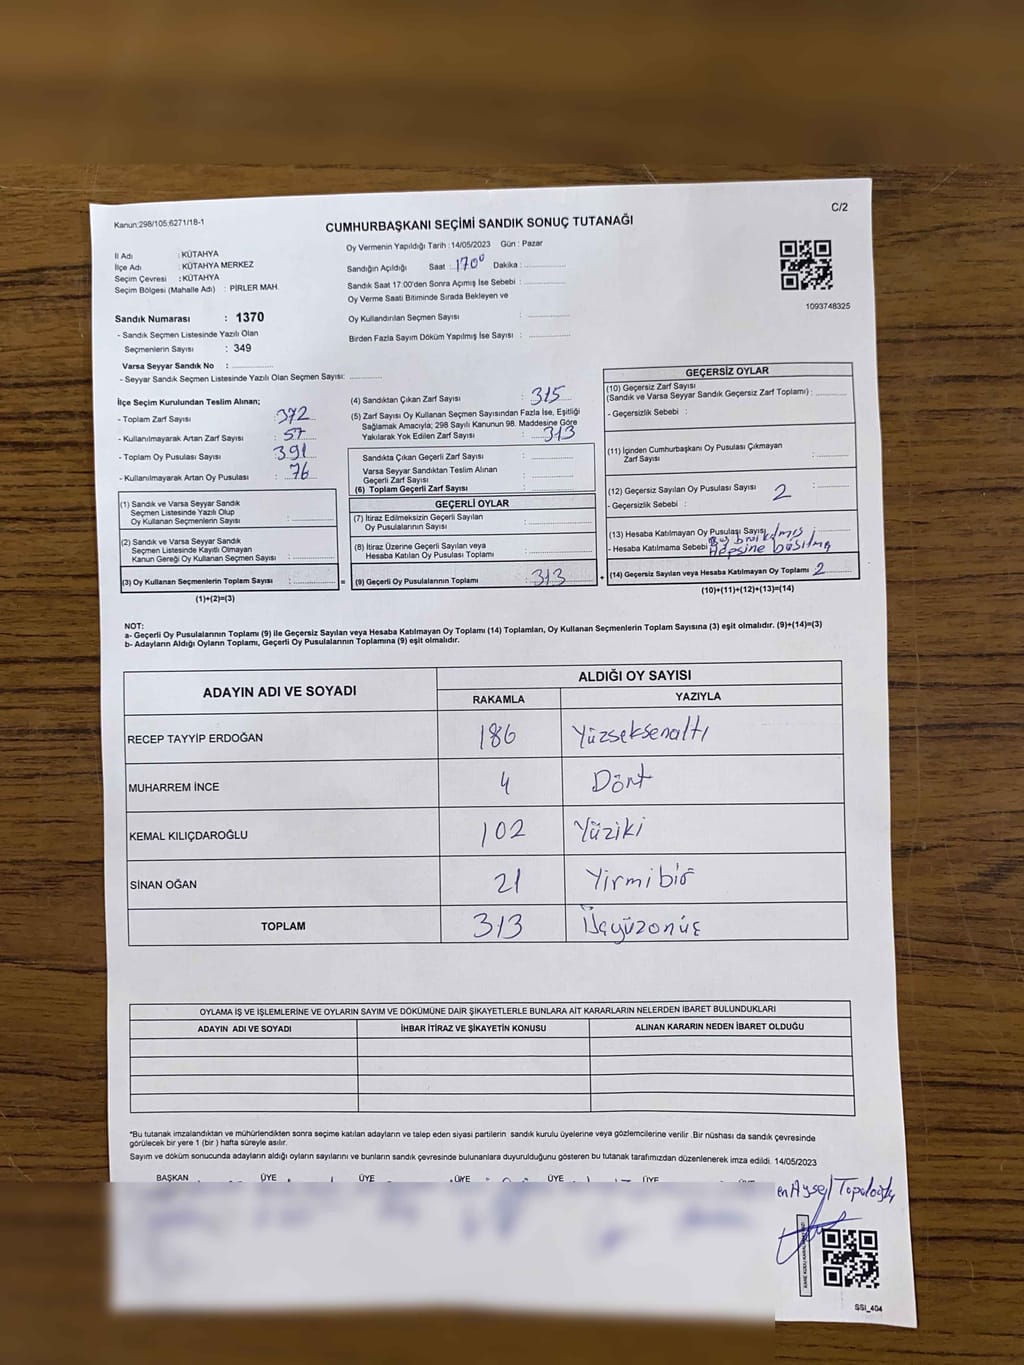 Kanun:298/105;6271/18-1
C/2
CUMHURBAŞKANI SEÇİMİ SANDIK SONUÇ TUTANAĞI
İl Adı : KÜTAHYA
İlçe Adı : KÜTAHYA MERKEZ
Seçim Çevresi : KÜTAHYA
Seçim Bölgesi (Mahalle Adı) : PİRLER MAH.
Sandık Numarası : 1370
- Sandık Seçmen Listesinde Yazılı Olan
Seçmenlerin Sayısı : 349
Varsa Seyyar Sandık No :
- Seyyar Sandık Seçmen Listesinde Yazılı Olan Seçmen Sayısı:
Oy Vermenin Yapıldığı Tarih : 14/05/2023 Gün : Pazar
Sandığın Açıldığı Saat : 17 00 Dakika :
Sandık Saat 17:00'den Sonra Açımış İse Sebebi :
Oy Verme Saati Bitiminde Sırada Bekleyen ve
Oy Kullandırılan Seçmen Sayısı :
Birden Fazla Sayım Döküm Yapılmış İse Sayısı :
1093748325
İlçe Seçim Kurulundan Teslim Alınan;
- Toplam Zarf Sayısı : 372
- Kullanılmayarak Artan Zarf Sayısı : 57
- Toplam Oy Pusulası Sayısı : 391
- Kullanılmayarak Artan Oy Pusulası : 76
(1) Sandık ve Varsa Seyyar Sandık
Seçmen Listesinde Yazılı Olup
Oy Kullanan Seçmenlerin Sayısı :
(2) Sandık ve Varsa Seyyar Sandık
Seçmen Listesinde Kayıtlı Olmayan
Kanun Gereği Oy Kullanan Seçmen Sayısı :
(3) Oy Kullanan Seçmenlerin Toplam Sayısı : =
(1)+(2)=(3)
(4) Sandıktan Çıkan Zarf Sayısı : 315
(5) Zarf Sayısı Oy Kullanan Seçmen Sayısından Fazla İse, Eşitliği
Sağlamak Amacıyla; 298 Sayılı Kanunun 98. Maddesine Göre
Yakılarak Yok Edilen Zarf Sayısı : 313
Sandıkta Çıkan Geçerli Zarf Sayısı :
Varsa Seyyar Sandıktan Teslim Alınan
Geçerli Zarf Sayısı :
(6) Toplam Geçerli Zarf Sayısı :
GEÇERLİ OYLAR
(7) İtiraz Edilmeksizin Geçerli Sayılan
Oy Pusulalarının Sayısı :
(8) İtiraz Üzerine Geçerli Sayılan veya
Hesaba Katılan Oy Pusulası Toplamı :
(9) Geçerli Oy Pusulalarının Toplamı : 313 +
GEÇERSİZ OYLAR
(10) Geçersiz Zarf Sayısı
(Sandık ve Varsa Seyyar Sandık Geçersiz Zarf Toplamı) :
- Geçersizlik Sebebi :
(11) İçinden Cumhurbaşkanı Oy Pusulası Çıkmayan
Zarf Sayısı :
(12) Geçersiz Sayılan Oy Pusulası Sayısı : 2
- Geçersizlik Sebebi :
(13) Hesaba Katılmayan Oy Pusulası Sayısı :
- Hesaba Katılmama Sebebi : Hepsine basılmış
(14) Geçersiz Sayılan veya Hesaba Katılmayan Oy Toplamı : 2
(10)+(11)+(12)+(13)=(14)
NOT:
a- Geçerli Oy Pusulalarının Toplamı (9) ile Geçersiz Sayılan veya Hesaba Katılmayan Oy Toplamı (14) Toplamları, Oy Kullanan Seçmenlerin Toplam Sayısına (3) eşit olmalıdır. (9)+(14)=(3)
b- Adayların Aldığı Oyların Toplamı, Geçerli Oy Pusulalarının Toplamına (9) eşit olmalıdır.
ADAYIN ADI VE SOYADI ALDIĞI OY SAYISI
RAKAMLA YAZIYLA
RECEP TAYYİP ERDOĞAN 186 Yüzseksenaltı
MUHARREM İNCE 4 Dört
KEMAL KILIÇDAROĞLU 102 Yüziki
SİNAN OĞAN 21 Yirmibir
TOPLAM 313 Üçyüzonüç
OYLAMA İŞ VE İŞLEMLERİNE VE OYLARIN SAYIM VE DÖKÜMÜNE DAİR ŞİKAYETLERLE BUNLARA AİT KARARLARIN NELERDEN İBARET BULUNDUKLARI
ADAYIN ADI VE SOYADI İHBAR İTİRAZ VE ŞİKAYETİN KONUSU ALINAN KARARIN NEDEN İBARET OLDUĞU
*Bu tutanak imzalandıktan ve mühürlendikten sonra seçime katılan adayların ve talep eden siyasi partilerin sandık kurulu üyelerine veya gözlemcilerine verilir .Bir nüshası da sandık çevresinde
görülecek bir yere 1 (bir ) hafta süreyle asılır.
Sayım ve döküm sonucunda adayların aldığı oyların sayılarını ve bunların sandık çevresinde bulunanlara duyurulduğunu gösteren bu tutanak tarafımızdan düzenlenerek imza edildi. 14/05/2023
BAŞKAN ÜYE ÜYE ÜYE ÜYE ÜYE ÜYE
Aysel Topuloğlu
SSI_404